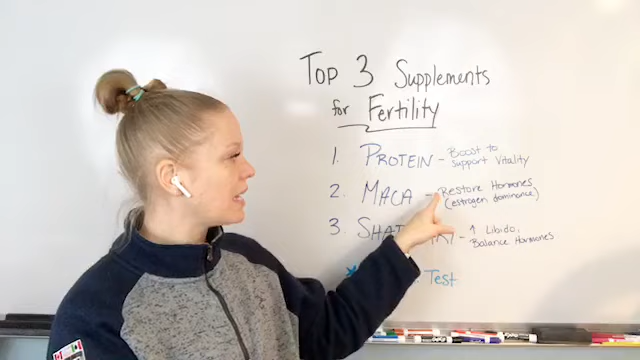 Top 3 Supplements
for Fertility
1. PROTEIN - Boost to
support Vitality
2. MACA - Restore Hormones
(estrogen dominance)
3. - ↑ Libido,
Balance Hormones
Test